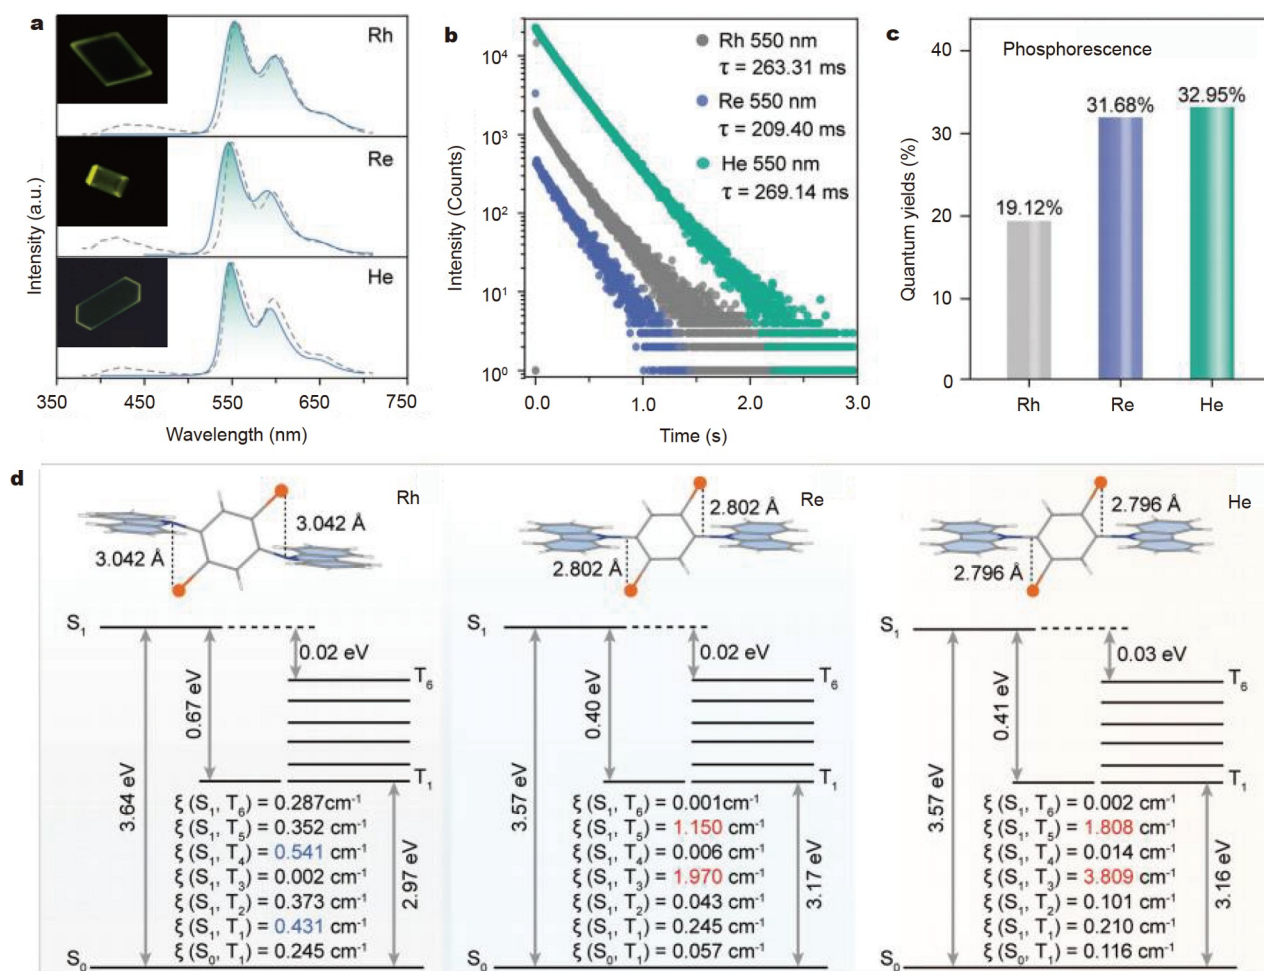 a
Rh
Re
He
Intensity (a.u.)
350
450
550
650
750
Wavelength (nm)
b
10⁴
10³
10²
10¹
10⁰
Intensity (Counts)
Rh 550 nm
τ = 263.31 ms
Re 550 nm
τ = 209.40 ms
He 550 nm
τ = 269.14 ms
0.0
1.0
2.0
3.0
Time (s)
c
Phosphorescence
40
30
20
10
0
Quantum yields (%)
19.12%
31.68%
32.95%
Rh
Re
He
d
Rh
3.042 Å
3.042 Å
S₁
0.02 eV
T₆
0.67 eV
T₁
3.64 eV
ξ (S₁, T₆) = 0.287cm⁻¹
ξ (S₁, T₅) = 0.352 cm⁻¹
ξ (S₁, T₄) = 0.541 cm⁻¹
ξ (S₁, T₃) = 0.002 cm⁻¹
ξ (S₁, T₂) = 0.373 cm⁻¹
ξ (S₁, T₁) = 0.431 cm⁻¹
ξ (S₀, T₁) = 0.245 cm⁻¹
2.97 eV
S₀
Re
2.802 Å
2.802 Å
S₁
0.02 eV
T₆
0.40 eV
T₁
3.57 eV
ξ (S₁, T₆) = 0.001cm⁻¹
ξ (S₁, T₅) = 1.150 cm⁻¹
ξ (S₁, T₄) = 0.006 cm⁻¹
ξ (S₁, T₃) = 1.970 cm⁻¹
ξ (S₁, T₂) = 0.043 cm⁻¹
ξ (S₁, T₁) = 0.245 cm⁻¹
ξ (S₀, T₁) = 0.057 cm⁻¹
3.17 eV
S₀
He
2.796 Å
2.796 Å
S₁
0.03 eV
T₆
0.41 eV
T₁
3.57 eV
ξ (S₁, T₆) = 0.002 cm⁻¹
ξ (S₁, T₅) = 1.808 cm⁻¹
ξ (S₁, T₄) = 0.014 cm⁻¹
ξ (S₁, T₃) = 3.809 cm⁻¹
ξ (S₁, T₂) = 0.101 cm⁻¹
ξ (S₁, T₁) = 0.210 cm⁻¹
ξ (S₀, T₁) = 0.116 cm⁻¹
3.16 eV
S₀